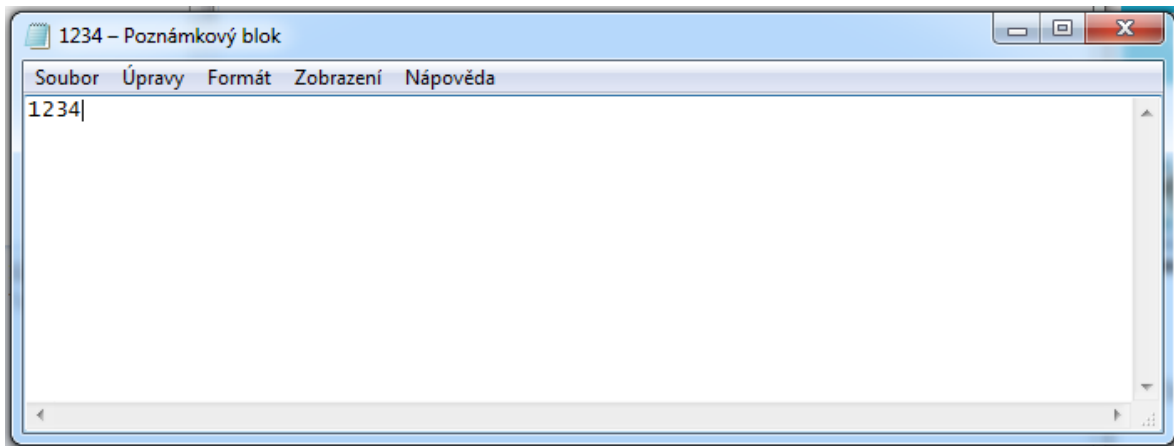 1234 – Poznámkový blok
Soubor Úpravy Formát Zobrazení Nápověda
1234